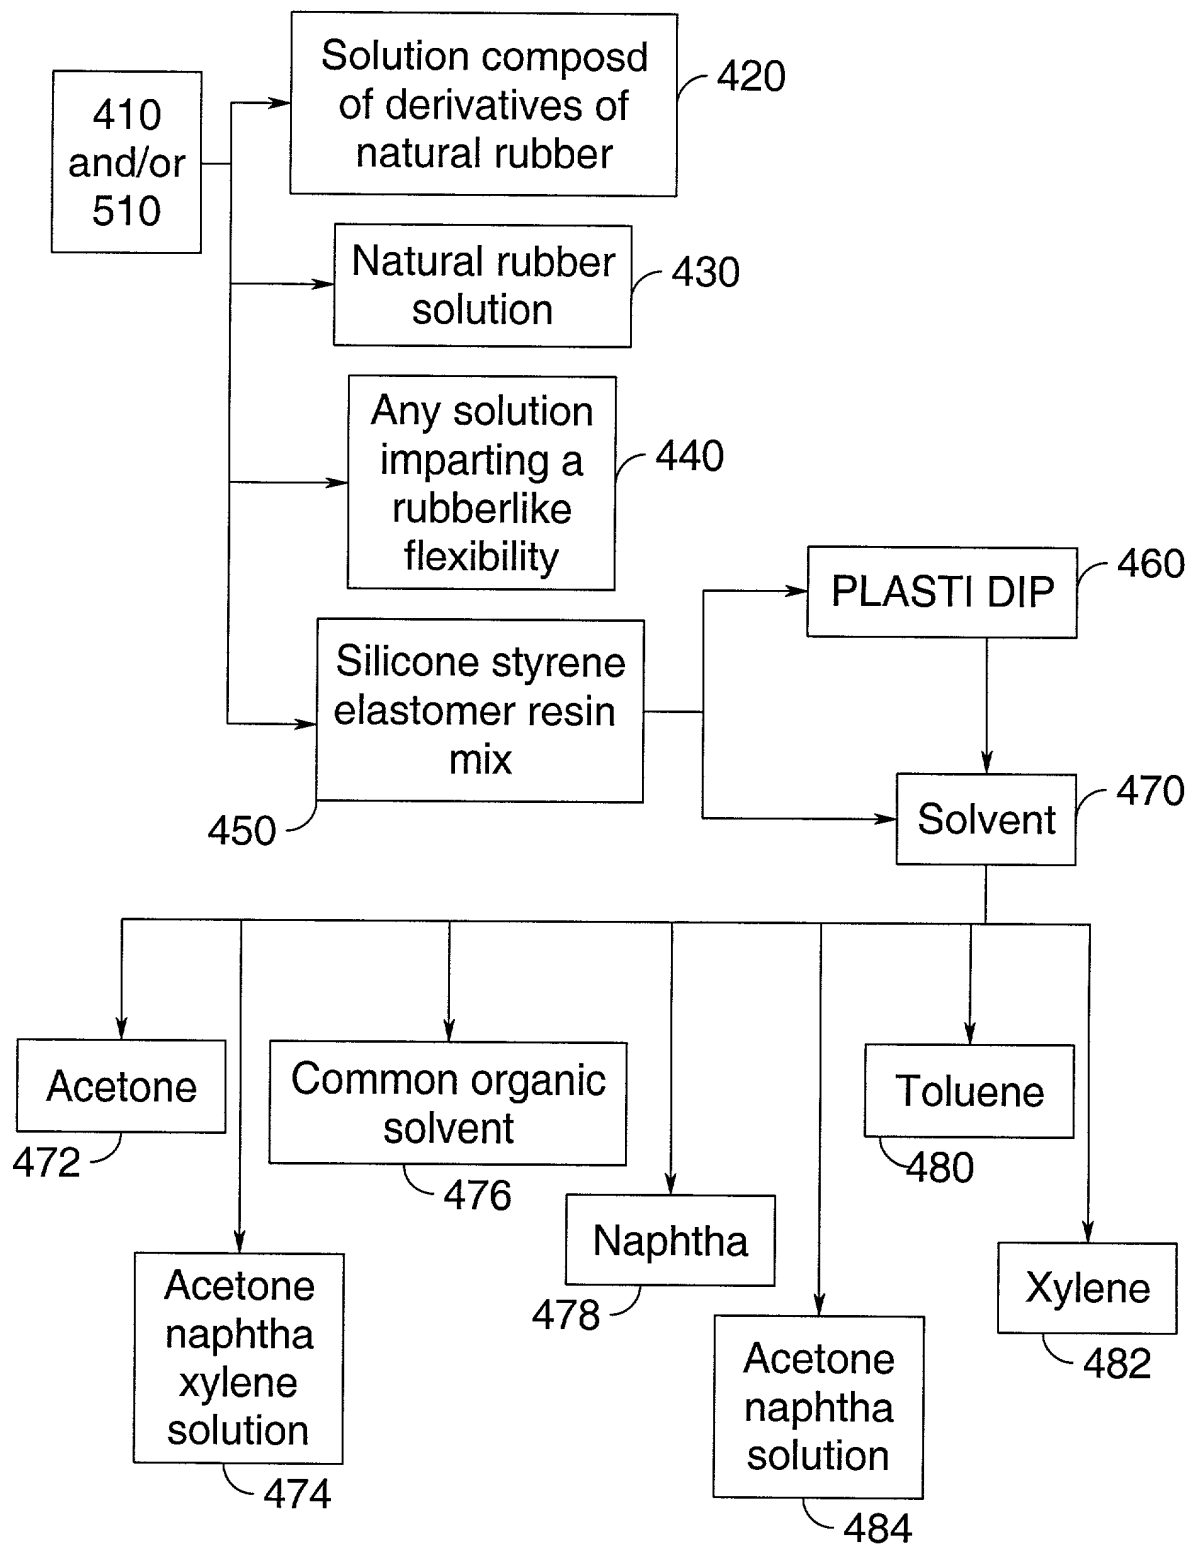 Solution composd
of derivatives of
natural rubber
420
410
and/or
510
Natural rubber
solution
430
Any solution
imparting a
rubberlike
flexibility
440
PLASTI DIP
460
Silicone styrene
elastomer resin
mix
450
Solvent
470
Acetone
472
Common organic
solvent
476
Toluene
480
Naphtha
478
Xylene
482
Acetone
naphtha
xylene
solution
474
Acetone
naphtha
solution
484